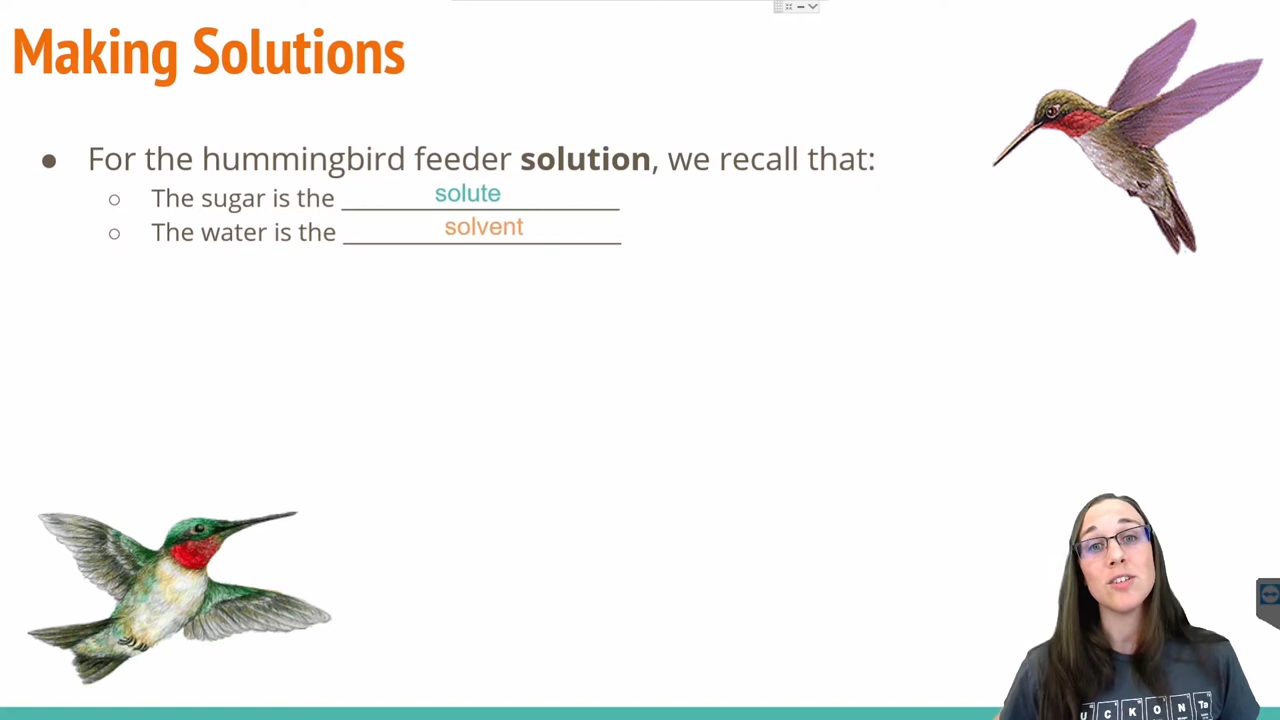 Making Solutions
● For the hummingbird feeder solution, we recall that:
○ The sugar is the solute
○ The water is the solvent
U C K O N Ta